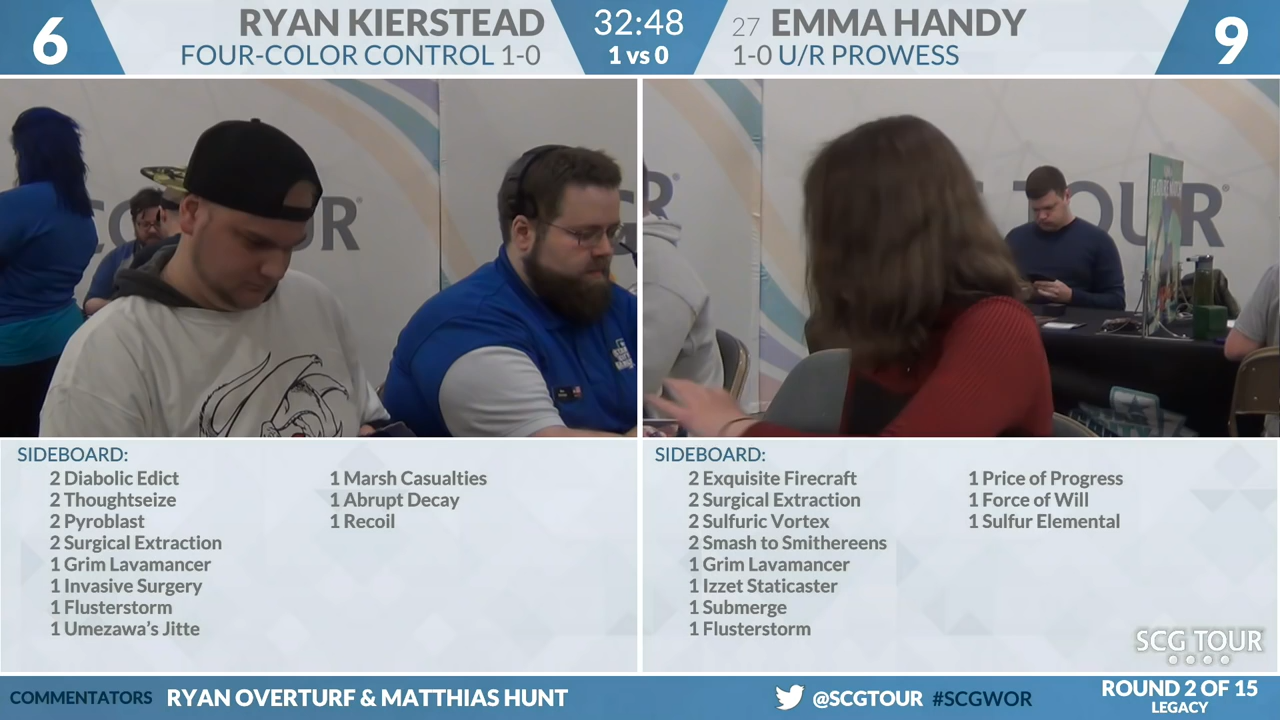 6
RYAN KIERSTEAD
FOUR-COLOR CONTROL 1-0
32:48
1 vs 0
27 EMMA HANDY
1-0 U/R PROWESS
9
TOUR
SIDEBOARD:
2 Diabolic Edict
2 Thoughtseize
2 Pyroblast
2 Surgical Extraction
1 Grim Lavamancer
1 Invasive Surgery
1 Flusterstorm
1 Umezawa's Jitte
1 Marsh Casualties
1 Abrupt Decay
1 Recoil
SIDEBOARD:
2 Exquisite Firecraft
2 Surgical Extraction
2 Sulfuric Vortex
2 Smash to Smithereens
1 Grim Lavamancer
1 Izzet Staticaster
1 Submerge
1 Flusterstorm
1 Price of Progress
1 Force of Will
1 Sulfur Elemental
SCG TOUR
COMMENTATORS RYAN OVERTURF & MATTHIAS HUNT
@SCGTOUR #SCGWOR
ROUND 2 OF 15
LEGACY